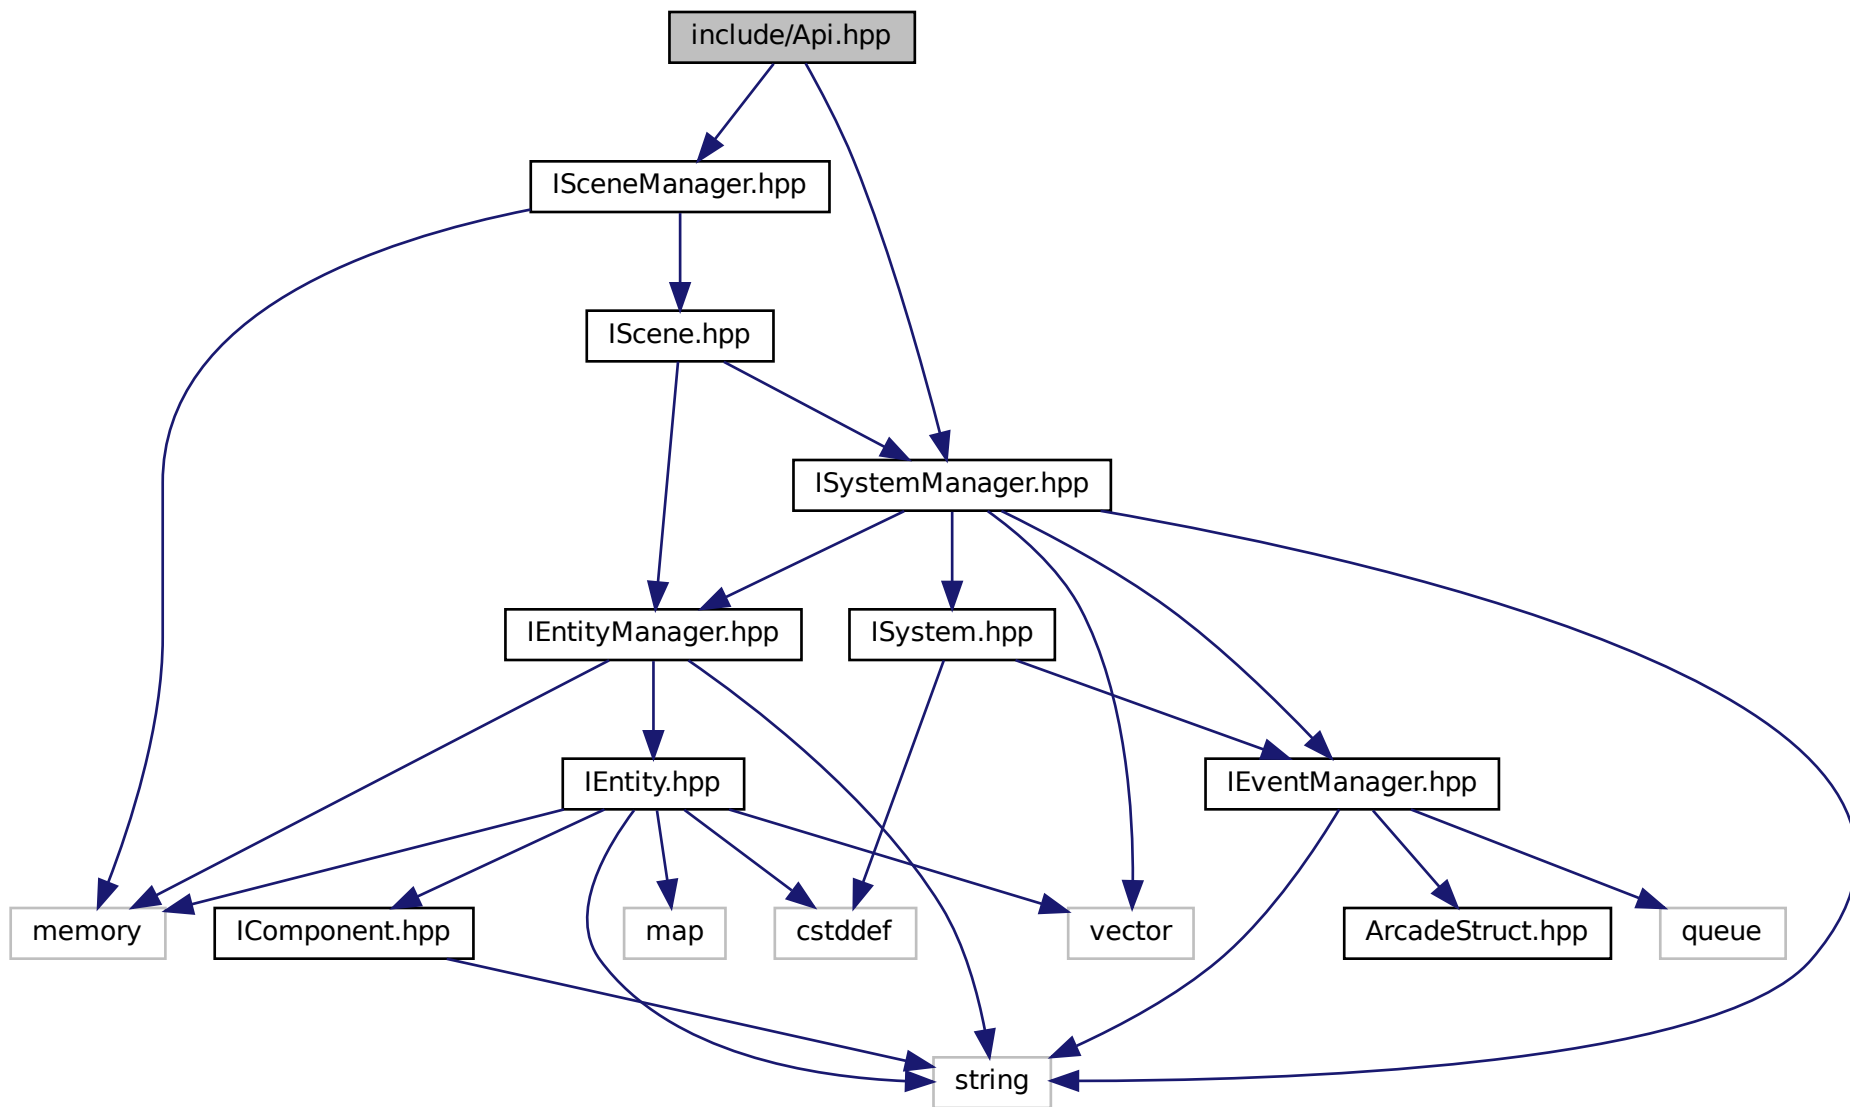 include/Api.hpp
ISceneManager.hpp
IScene.hpp
ISystemManager.hpp
IEntityManager.hpp
ISystem.hpp
IEntity.hpp
IEventManager.hpp
memory
IComponent.hpp
map
cstddef
vector
ArcadeStruct.hpp
queue
string